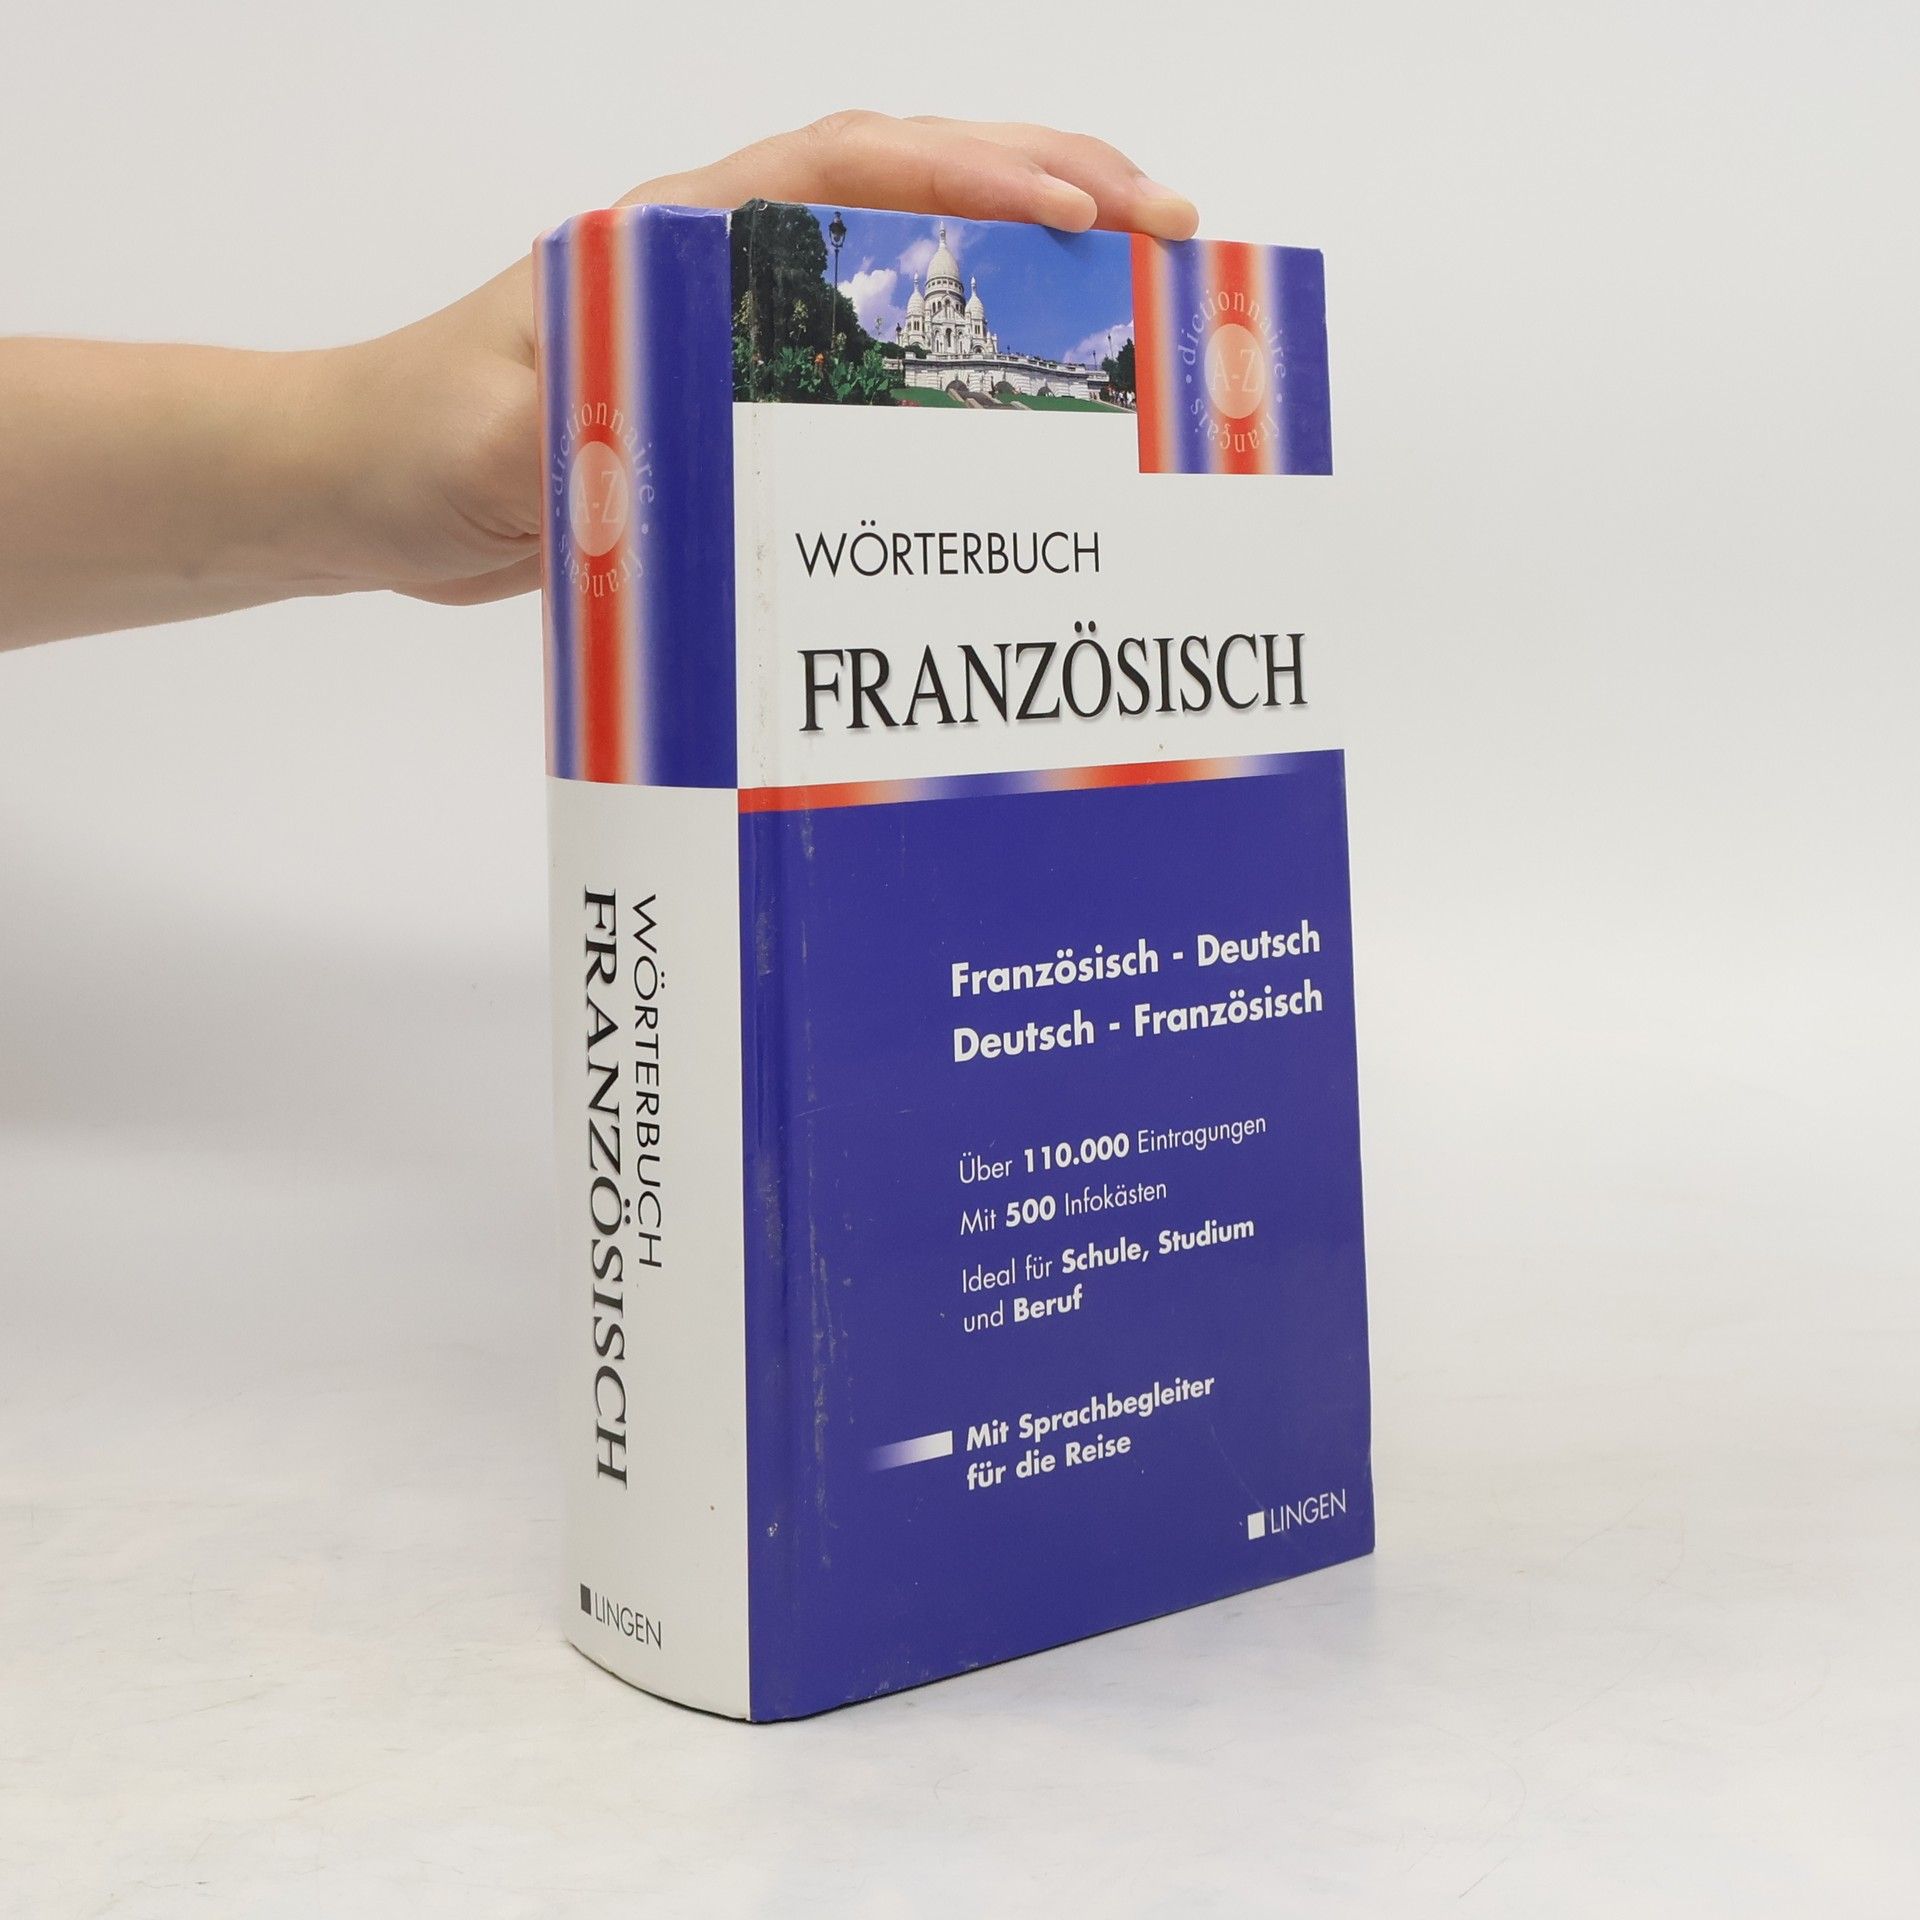 dictionnaire
A-Z
français
WÖRTERBUCH
FRANZÖSISCH
LINGEN
dictionnaire
A-Z
français
WÖRTERBUCH
FRANZÖSISCH
Französisch - Deutsch
Deutsch - Französisch
Über 110.000 Eintragungen
Mit 500 Infokästen
Ideal für Schule, Studium
und Beruf
Mit Sprachbegleiter
für die Reise
LINGEN